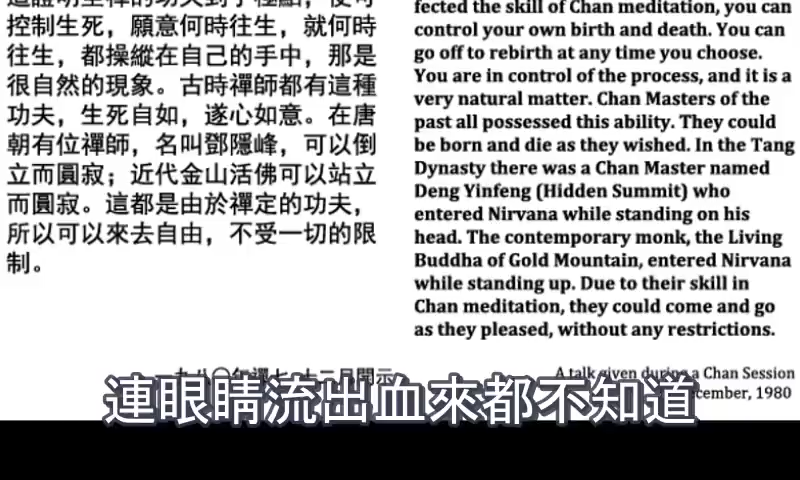 控制生死，願意何時往生，就何時
往生，都操縱在自己的手中，那是
很自然的現象。古時禪師都有這種
功夫，生死自如，遂心如意。在唐
朝有位禪師，名叫鄧隱峰，可以倒
立而圓寂；近代金山活佛可以站立
而圓寂。這都是由於禪定的功夫，
所以可以來去自由，不受一切的限
制。
fected the skill of Chan meditation, you can
control your own birth and death. You can
go off to rebirth at any time you choose.
You are in control of the process, and it is a
very natural matter. Chan Masters of the
past all possessed this ability. They could
be born and die as they wished. In the Tang
Dynasty there was a Chan Master named
Deng Yinfeng (Hidden Summit) who
entered Nirvana while standing on his
head. The contemporary monk, the Living
Buddha of Gold Mountain, entered Nirvana
while standing up. Due to their skill in
Chan meditation, they could come and go
as they pleased, without any restrictions.
A talk given during a Chan Session
December, 1980
連眼睛流出血來都不知道